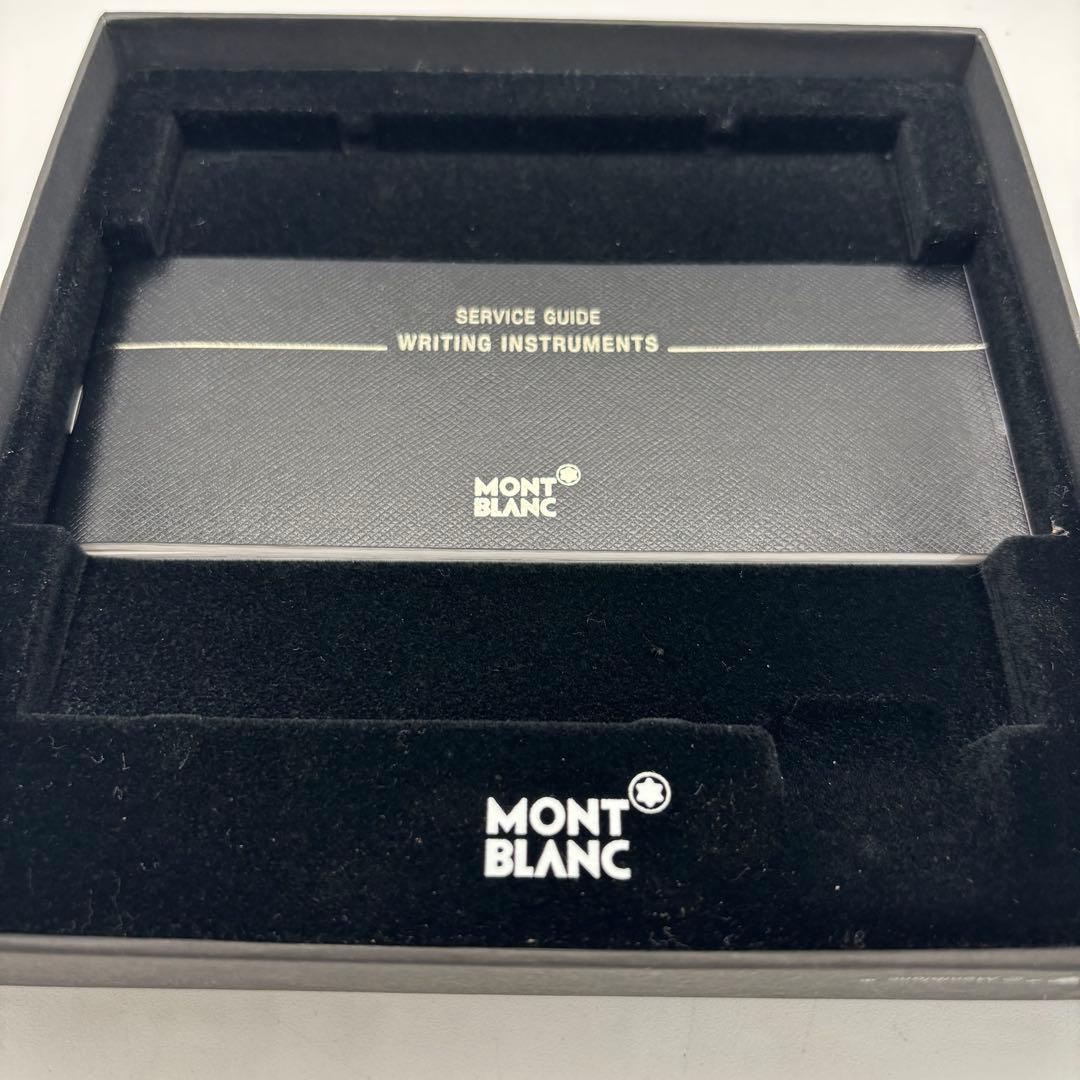 SERVICE GUIDE
WRITING INSTRUMENTS
MONT
BLANC
MONT
BLANC